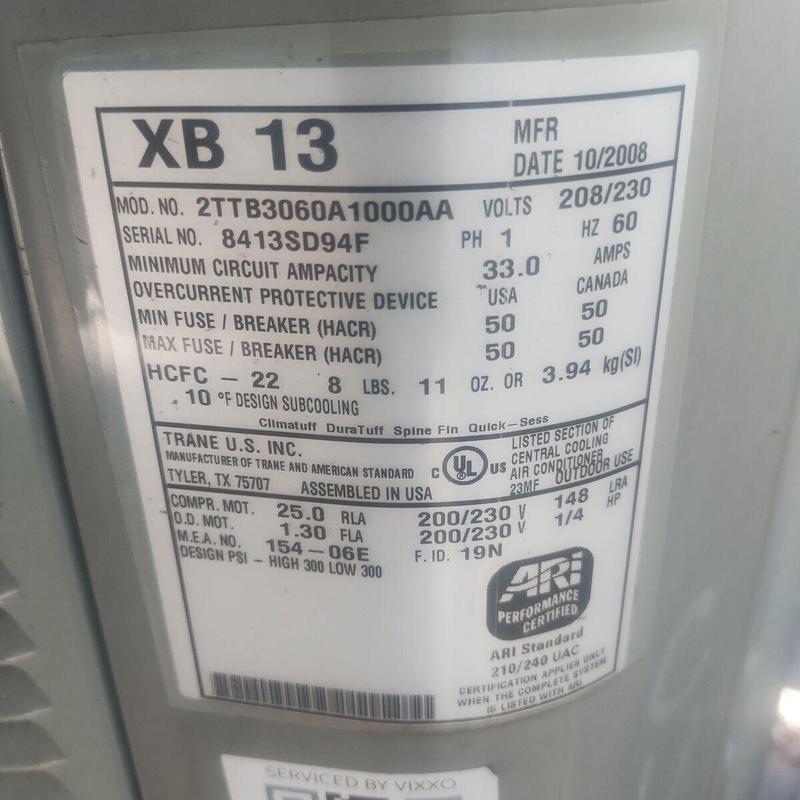 XB 13
MFR
DATE 10/2008
MOD. NO. 2TTB3060A1000AA VOLTS 208/230
SERIAL NO. 8413SD94F PH 1 HZ 60
MINIMUM CIRCUIT AMPACITY 33.0 AMPS
OVERCURRENT PROTECTIVE DEVICE USA CANADA
MIN FUSE / BREAKER (HACR) 50 50
MAX FUSE / BREAKER (HACR) 50 50
HCFC - 22 8 LBS. 11 OZ. OR 3.94 kg(SI)
10 °F DESIGN SUBCOOLING
Climatuff DuraTuff Spine Fin Quick-Sess
TRANE U.S. INC.
MANUFACTURER OF TRANE AND AMERICAN STANDARD
TYLER, TX 75707 ASSEMBLED IN USA
C UL US
LISTED SECTION OF
CENTRAL COOLING
AIR CONDITIONER
23MF OUTDOOR USE
COMPR. MOT. 25.0 RLA 200/230 V 148 LRA
O.D. MOT. 1.30 FLA 200/230 V 1/4 HP
M.E.A. NO. 154-06E F. ID. 19N
DESIGN PSI - HIGH 300 LOW 300
ARI
PERFORMANCE
CERTIFIED
ARI Standard
210/240 UAC
CERTIFICATION APPLIES ONLY
WHEN THE COMPLETE SYSTEM
IS LISTED WITH ARI
SERVICED BY VIXXO